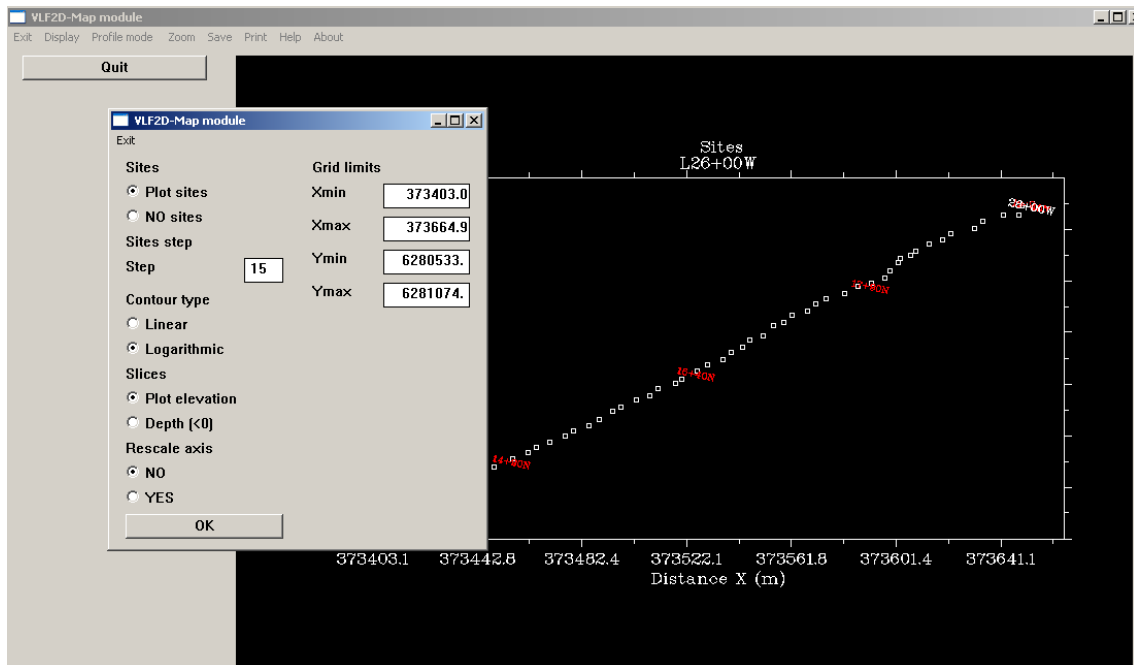 VLF2D-Map module
Exit Display Profile mode Zoom Save Print Help About
Quit
VLF2D-Map module
Exit
Sites
Plot sites
NO sites
Sites step
Step 15
Contour type
Linear
Logarithmic
Slices
Plot elevation
Depth (<0)
Rescale axis
NO
YES
OK
Grid limits
Xmin 373403.0
Xmax 373664.9
Ymin 6280533.
Ymax 6281074.
Sites
L26+00W
14+80N
373403.1 373442.8 373482.4 373522.1 373561.8 373601.4 373641.1
Distance X (m)